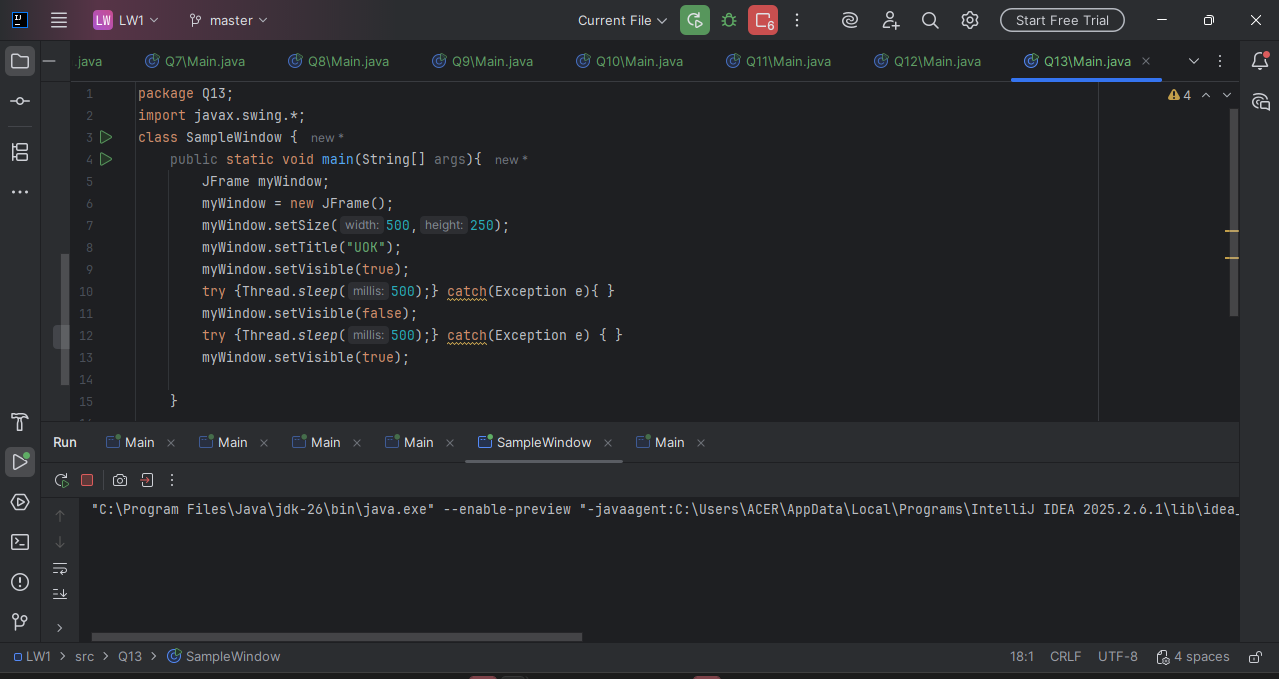 LW LW1 master Current File 6 Start Free Trial
.java Q7\Main.java Q8\Main.java Q9\Main.java Q10\Main.java Q11\Main.java Q12\Main.java Q13\Main.java
4
1 package Q13;
2 import javax.swing.*;
3 class SampleWindow { new *
4 public static void main(String[] args){ new *
5 JFrame myWindow;
6 myWindow = new JFrame();
7 myWindow.setSize( width: 500, height: 250);
8 myWindow.setTitle("UOK");
9 myWindow.setVisible(true);
10 try {Thread.sleep( millis: 500);} catch(Exception e){ }
11 myWindow.setVisible(false);
12 try {Thread.sleep( millis: 500);} catch(Exception e) { }
13 myWindow.setVisible(true);
14
15 }
Run Main Main Main Main SampleWindow Main
"C:\Program Files\Java\jdk-26\bin\java.exe" --enable-preview "-javaagent:C:\Users\ACER\AppData\Local\Programs\IntelliJ IDEA 2025.2.6.1\lib\idea_
LW1 > src > Q13 > SampleWindow 18:1 CRLF UTF-8 4 spaces